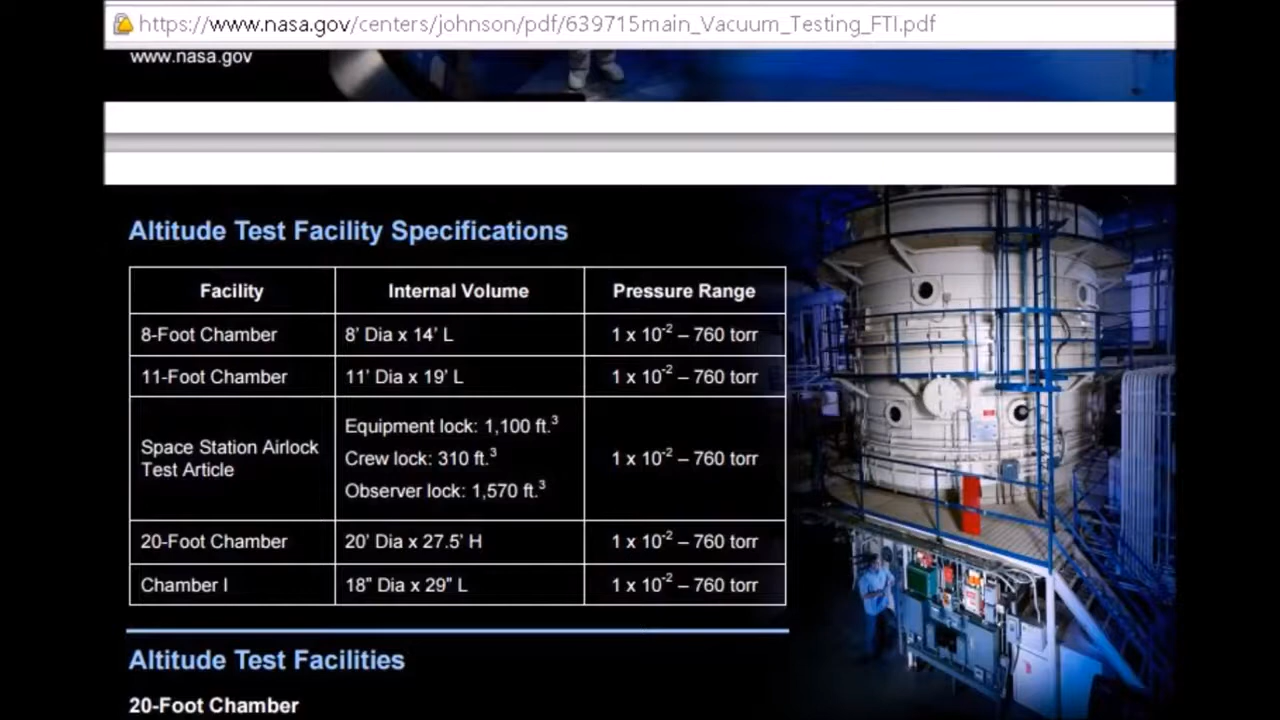 https://www.nasa.gov/centers/johnson/pdf/639715main_Vacuum_Testing_FTI.pdf
www.nasa.gov
Altitude Test Facility Specifications
Facility Internal Volume Pressure Range
8-Foot Chamber 8' Dia x 14' L 1 x 10⁻² – 760 torr
11-Foot Chamber 11' Dia x 19' L 1 x 10⁻² – 760 torr
Space Station Airlock
Test Article
Equipment lock: 1,100 ft.³
Crew lock: 310 ft.³
Observer lock: 1,570 ft.³
1 x 10⁻² – 760 torr
20-Foot Chamber 20' Dia x 27.5' H 1 x 10⁻² – 760 torr
Chamber I 18" Dia x 29" L 1 x 10⁻² – 760 torr
Altitude Test Facilities
20-Foot Chamber